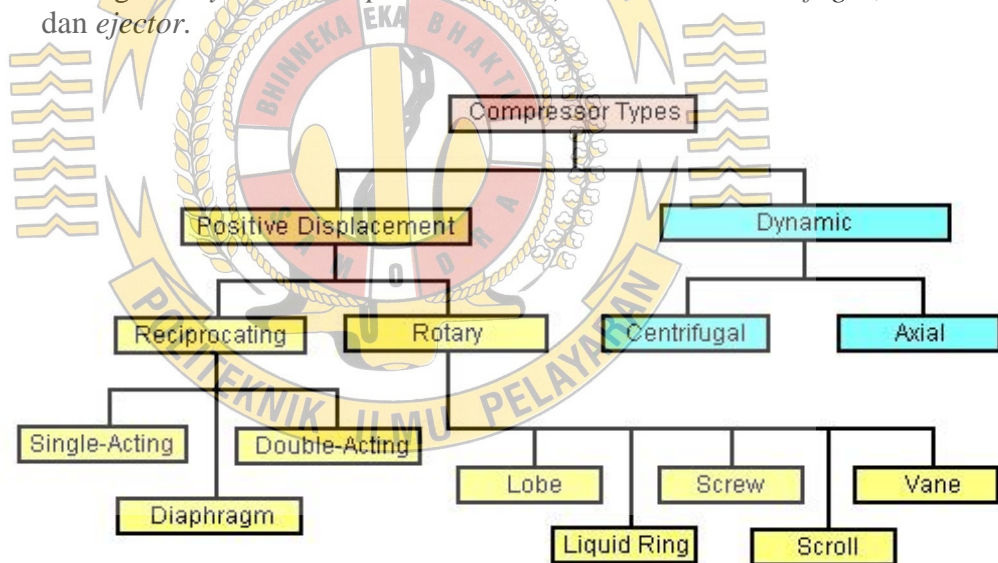 dan ejector.
Compressor Types
Positive Displacement
Dynamic
Reciprocating
Rotary
Centrifugal
Axial
Single-Acting
Double-Acting
Diaphragm
Lobe
Liquid Ring
Screw
Scroll
Vane
BHINNEKA EKA BHAKTI
SAMODRA
POLITEKNIK ILMU PELAYARAN